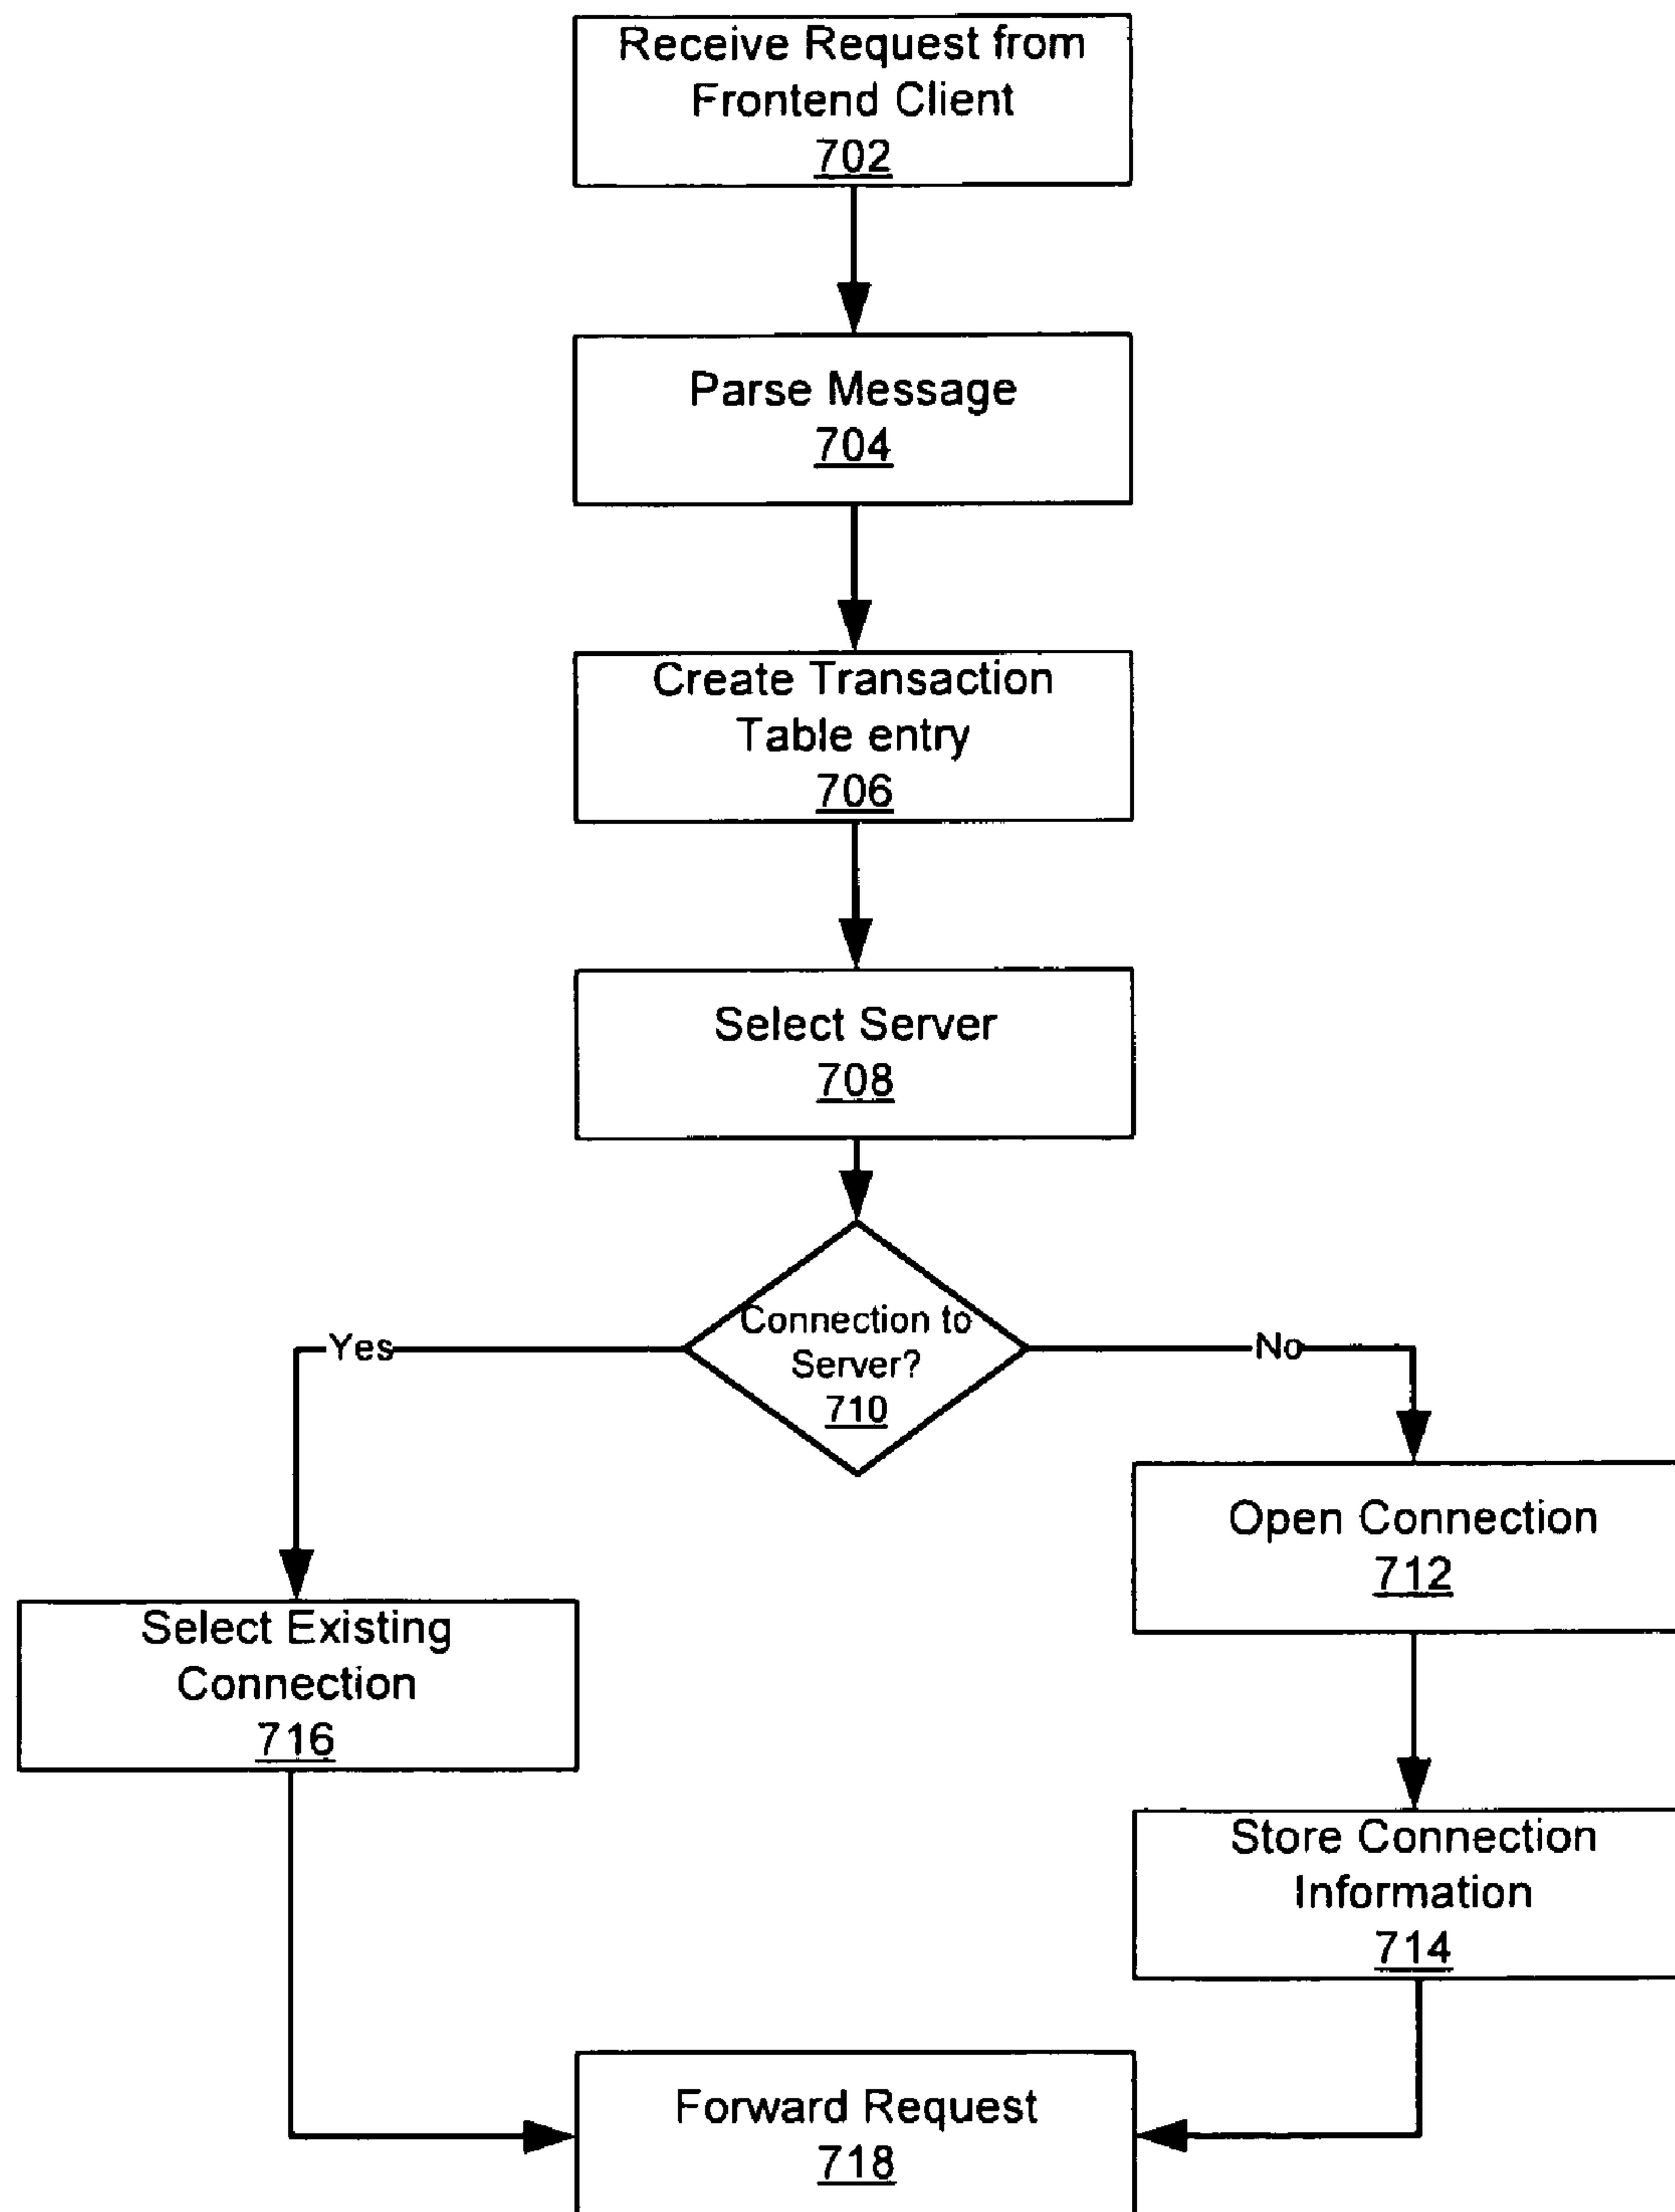 Receive Request from
Frontend Client
702
Parse Message
704
Create Transaction
Table entry
706
Select Server
708
Connection to
Server?
710
Yes
No
Open Connection
712
Select Existing
Connection
716
Store Connection
Information
714
Forward Request
718